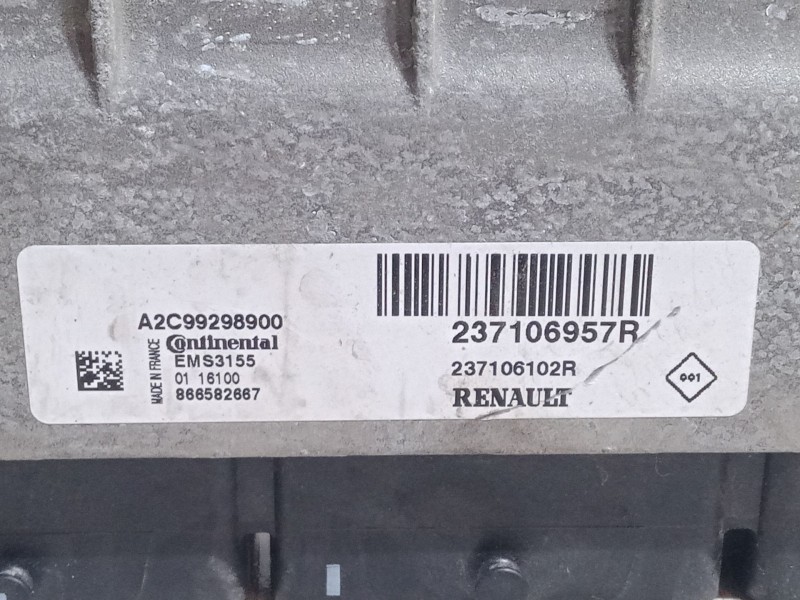 A2C99298900
MADE IN FRANCE
Continental
EMS3155
01 16100
866582667
237106957R
237106102R
RENAULT
001